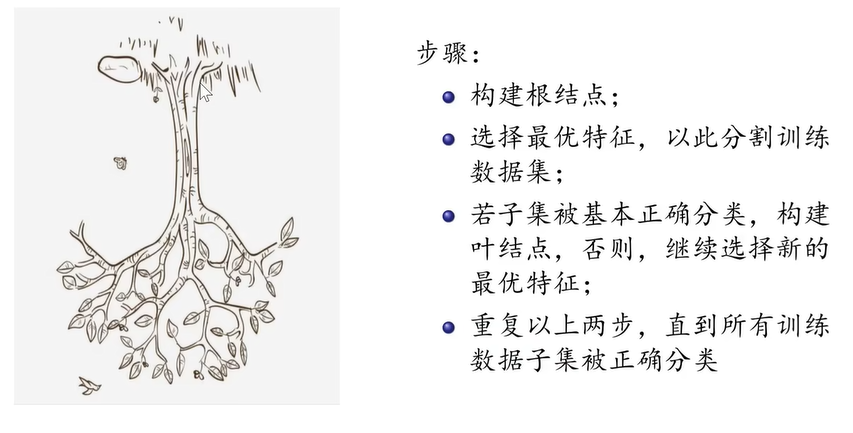 步骤：
构建根结点；
选择最优特征，以此分割训练
数据集；
若子集被基本正确分类，构建
叶结点，否则，继续选择新的
最优特征；
重复以上两步，直到所有训练
数据子集被正确分类